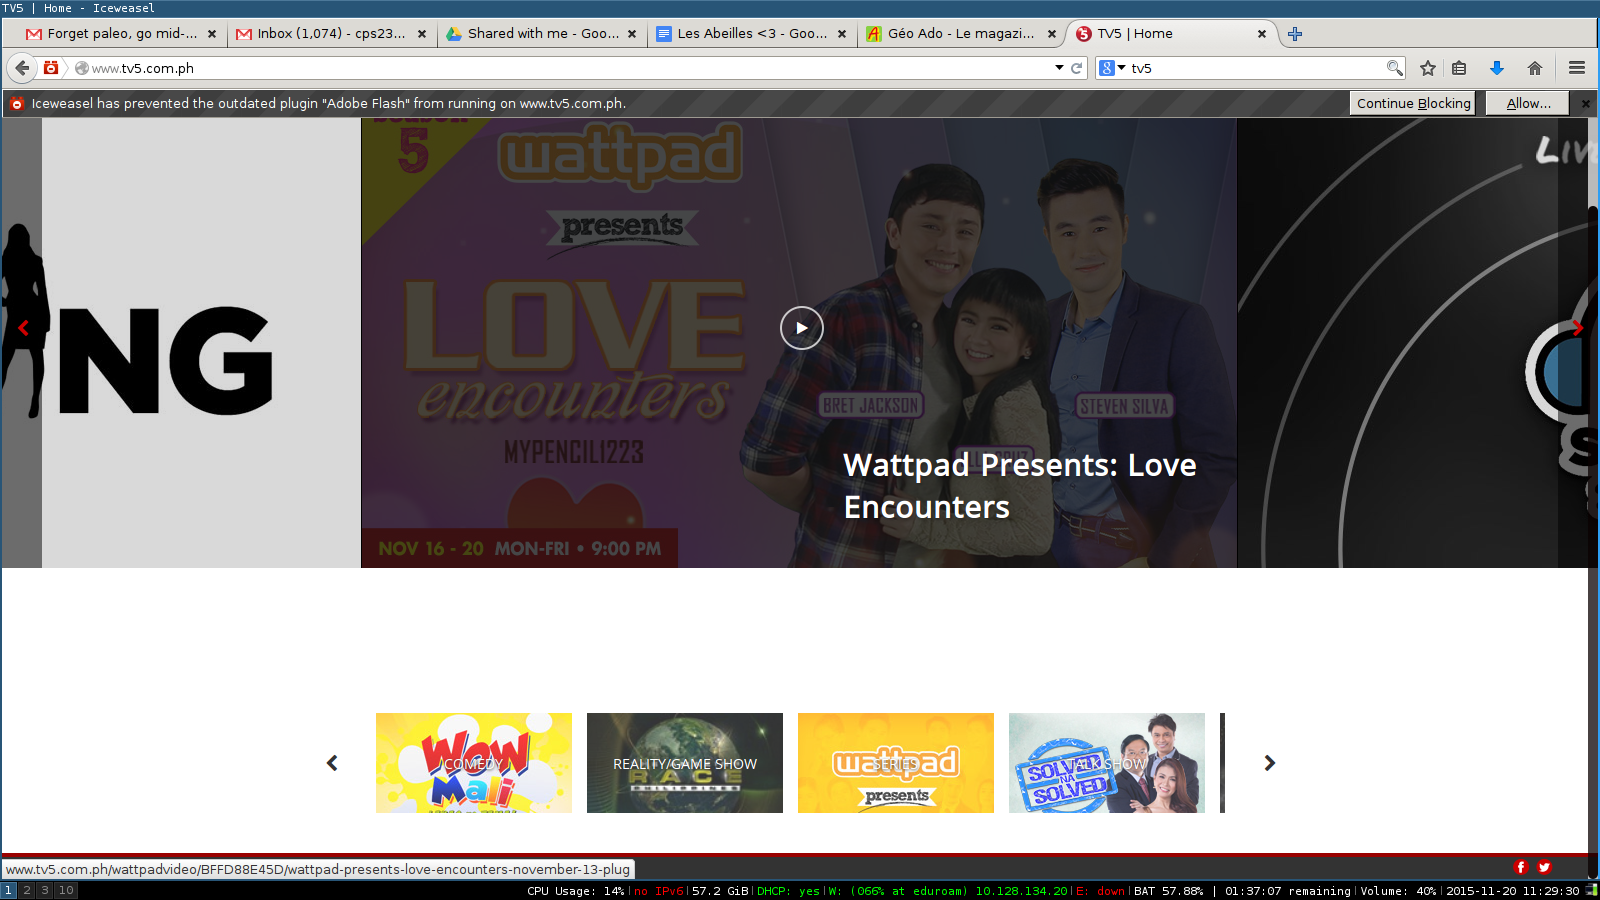 TV5 | Home - Iceweasel
Forget paleo, go mid-...
Inbox (1,074) - cps23...
Shared with me - Goo...
Les Abeilles <3 - Goo...
Géo Ado - Le magazi...
TV5 | Home
www.tv5.com.ph
tv5
Iceweasel has prevented the outdated plugin "Adobe Flash" from running on www.tv5.com.ph.
Continue Blocking
Allow...
5
wattpad
presents
LOVE
encounters
MYPENCIL1223
NOV 16 - 20 MON-FRI • 9:00 PM
BRET JACKSON
STEVEN SILVA
Wattpad Presents: Love
Encounters
NG
LIV
WOW
Mali
COMEDY
REALITY/GAME SHOW
RACE
PHILIPPINES
wattpad
SERIES
presents
SOLVED
NA
SOLVED
TALK SHOW
www.tv5.com.ph/wattpadvideo/BFFD88E45D/wattpad-presents-love-encounters-november-13-plug
1 2 3 10
CPU Usage: 14%|no IPv6|57.2 GiB|DHCP: yes|W: (066% at eduroam) 10.128.134.20|E: down|BAT 57.88% | 01:37:07 remaining|Volume: 40%|2015-11-20 11:29:30